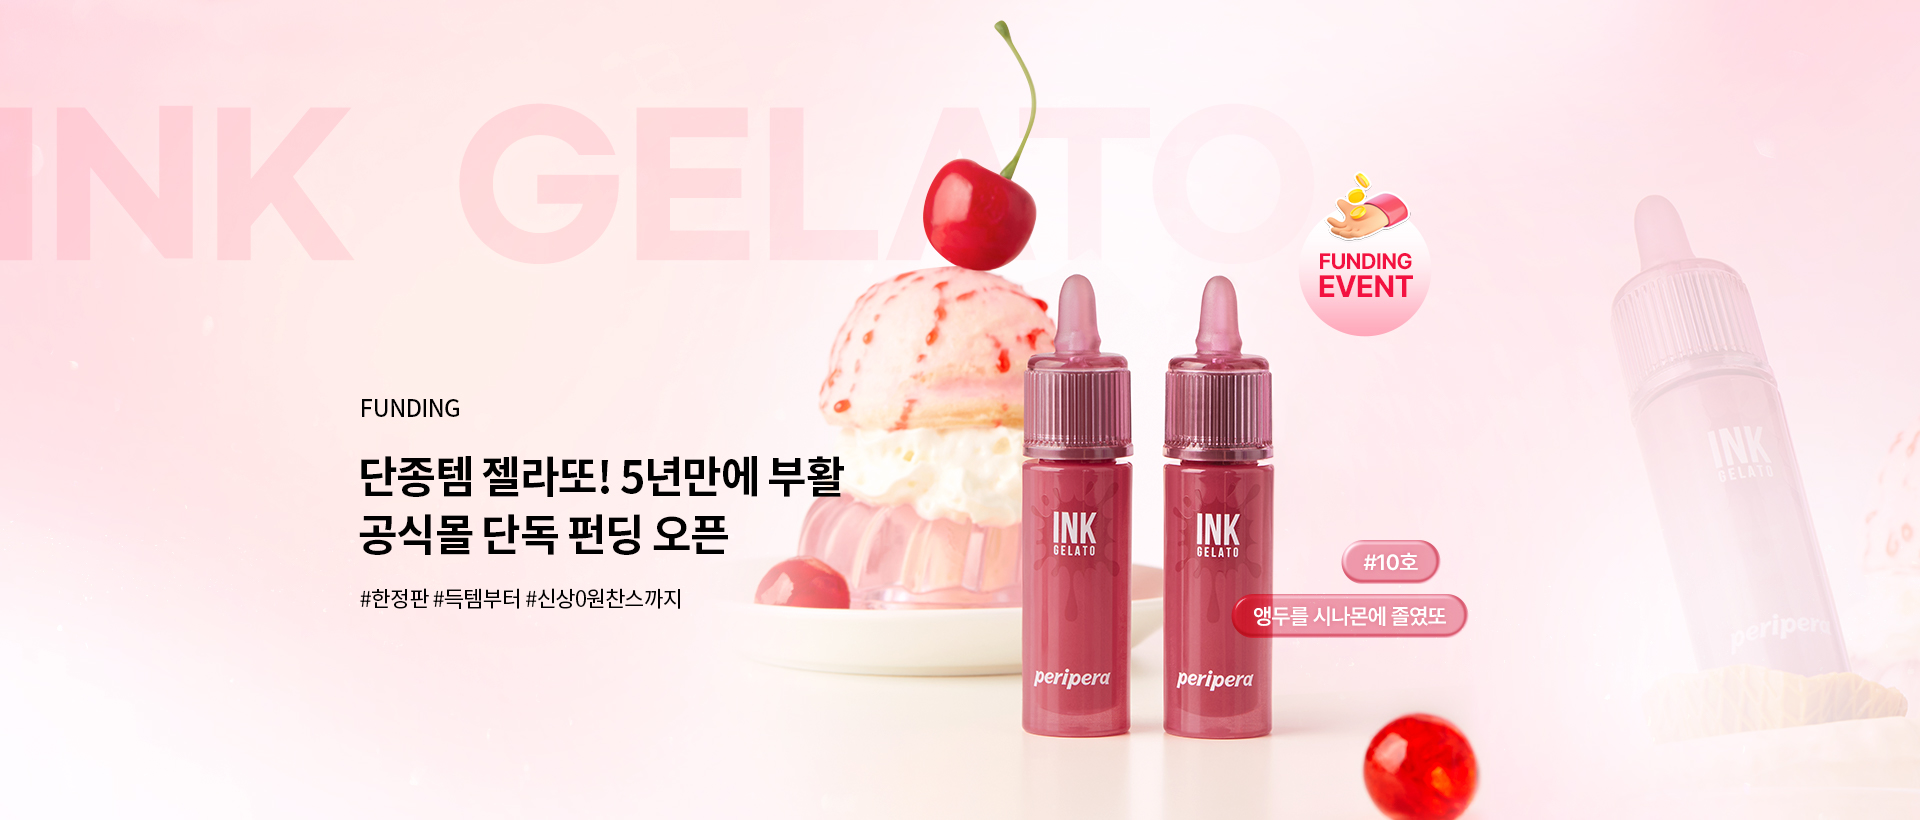 INK GELATO
FUNDING
EVENT
FUNDING
단종템 젤라또! 5년만에 부활
공식몰 단독 펀딩 오픈
#한정판 #득템부터 #신상0원찬스까지
INK
GELATO
peripera
INK
GELATO
peripera
#10호
앵두를 시나몬에 졸였또
INK
GELATO
peripera